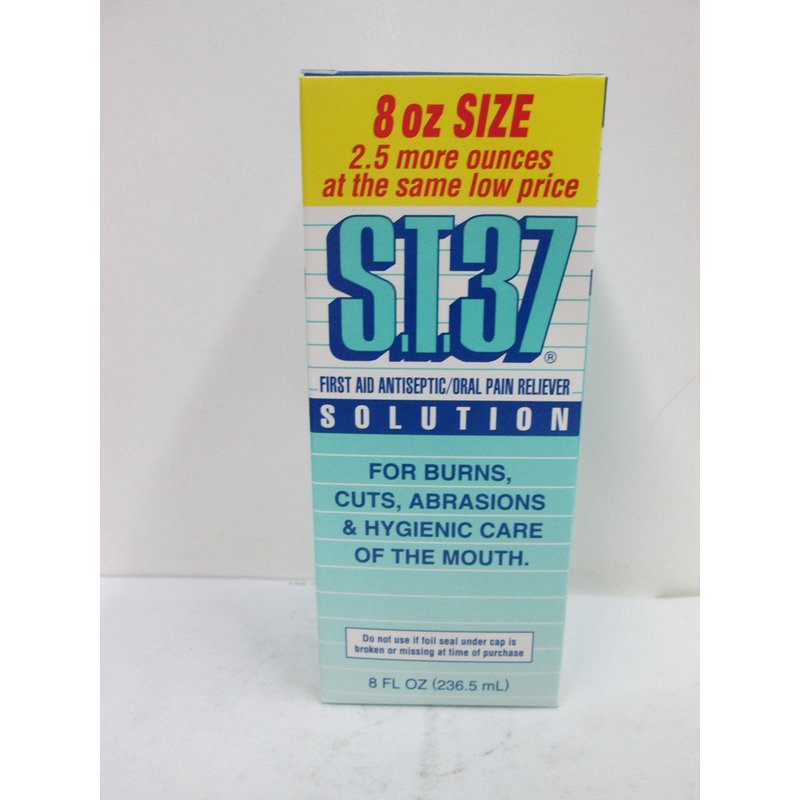 8 oz SIZE
2.5 more ounces
at the same low price
S.T.37®
FIRST AID ANTISEPTIC/ORAL PAIN RELIEVER
SOLUTION
FOR BURNS,
CUTS, ABRASIONS
& HYGIENIC CARE
OF THE MOUTH.
Do not use if foil seal under cap is
broken or missing at time of purchase
8 FL OZ (236.5 mL)